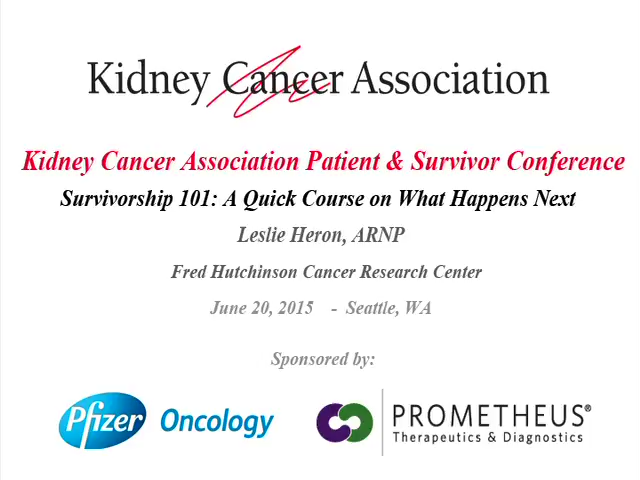 Kidney Cancer Association
Kidney Cancer Association Patient & Survivor Conference
Survivorship 101: A Quick Course on What Happens Next
Leslie Heron, ARNP
Fred Hutchinson Cancer Research Center
June 20, 2015 - Seattle, WA
Sponsored by:
Pfizer Oncology
PROMETHEUS®
Therapeutics & Diagnostics